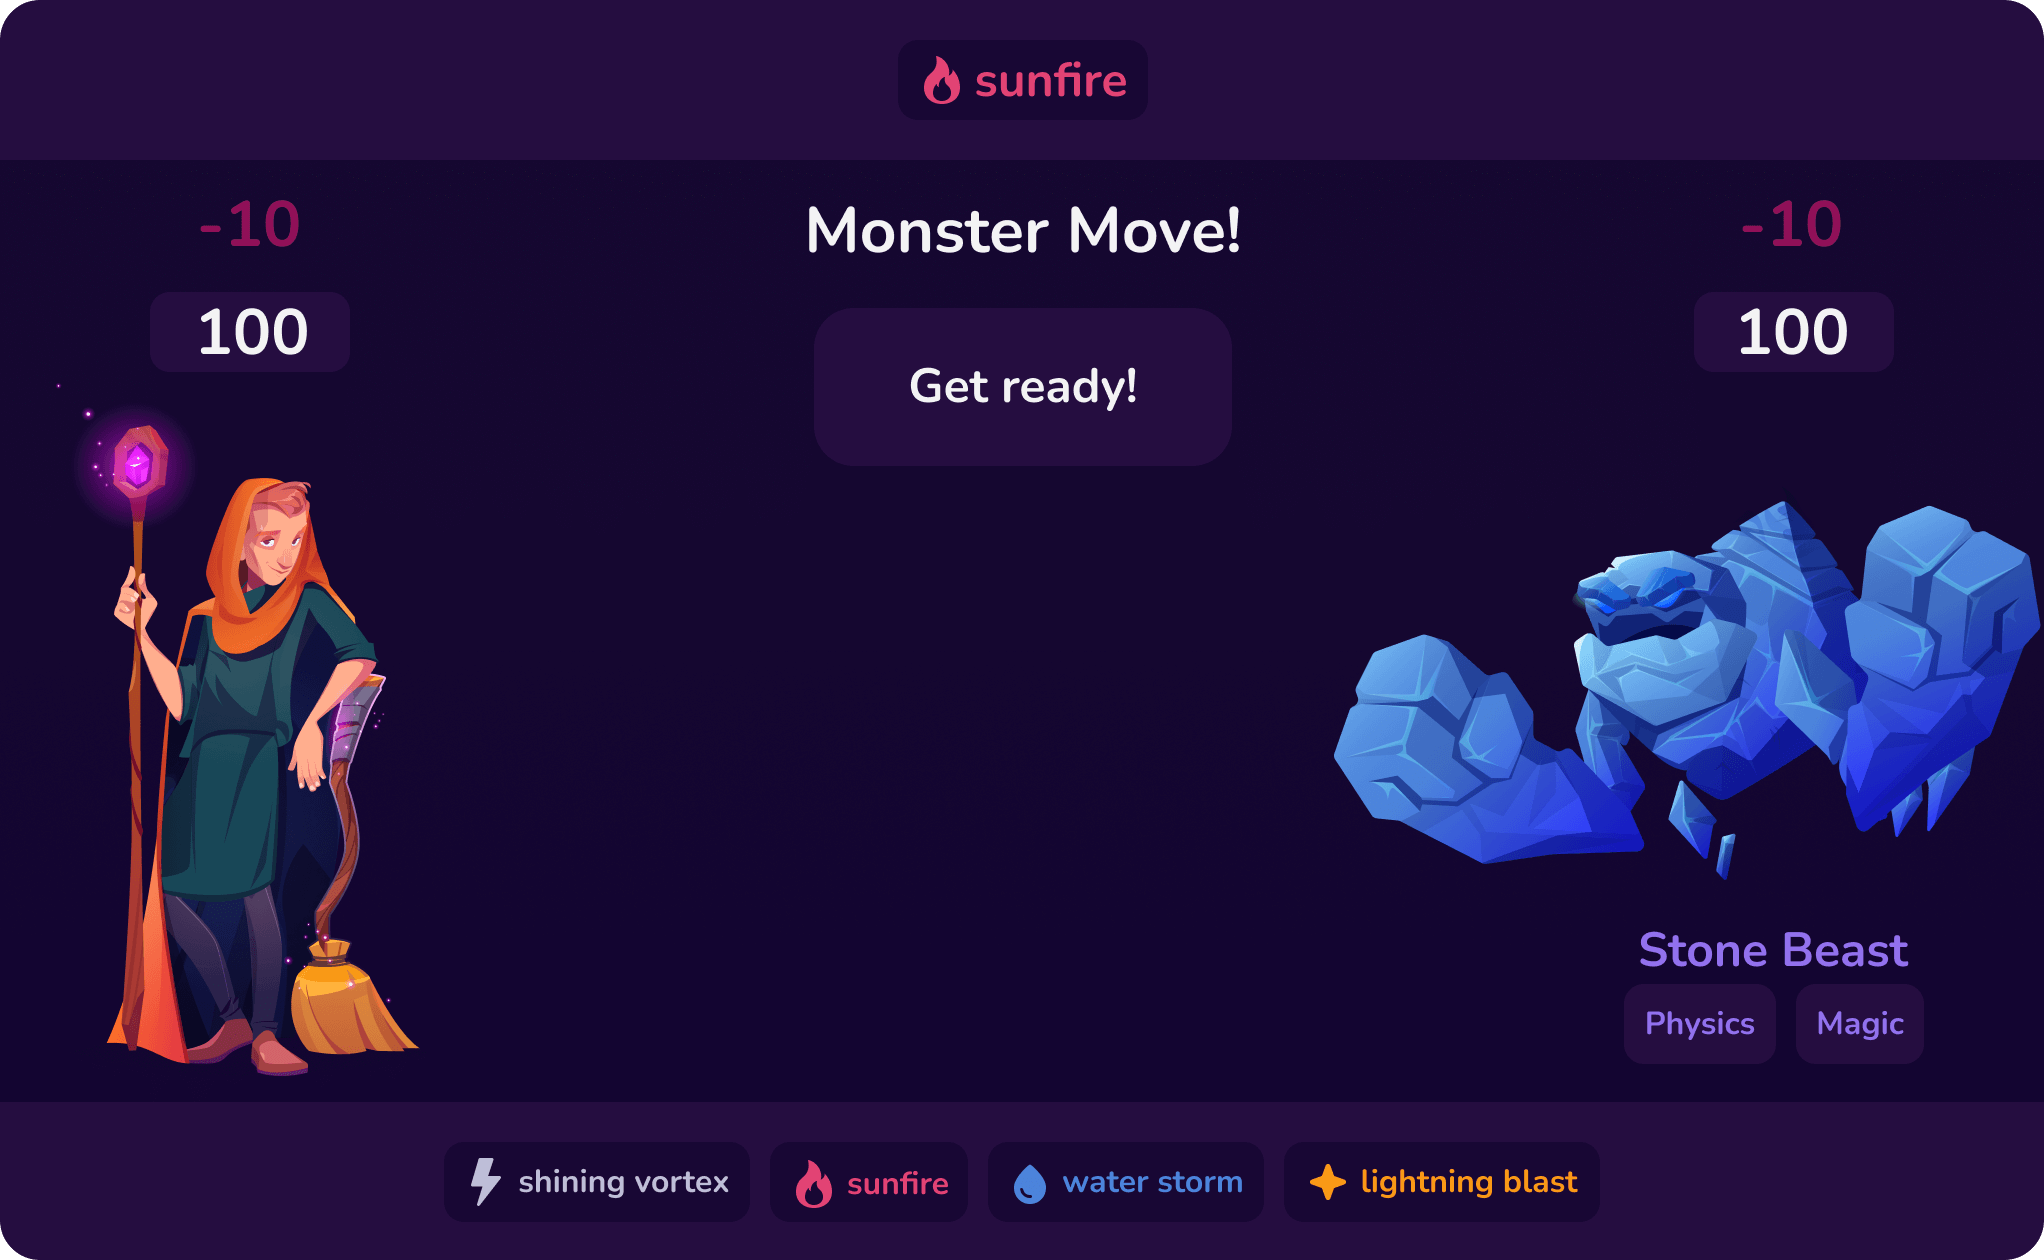 sunfire
-10
Monster Move!
-10
100
100
Get ready!
Stone Beast
Physics
Magic
shining vortex
sunfire
water storm
lightning blast